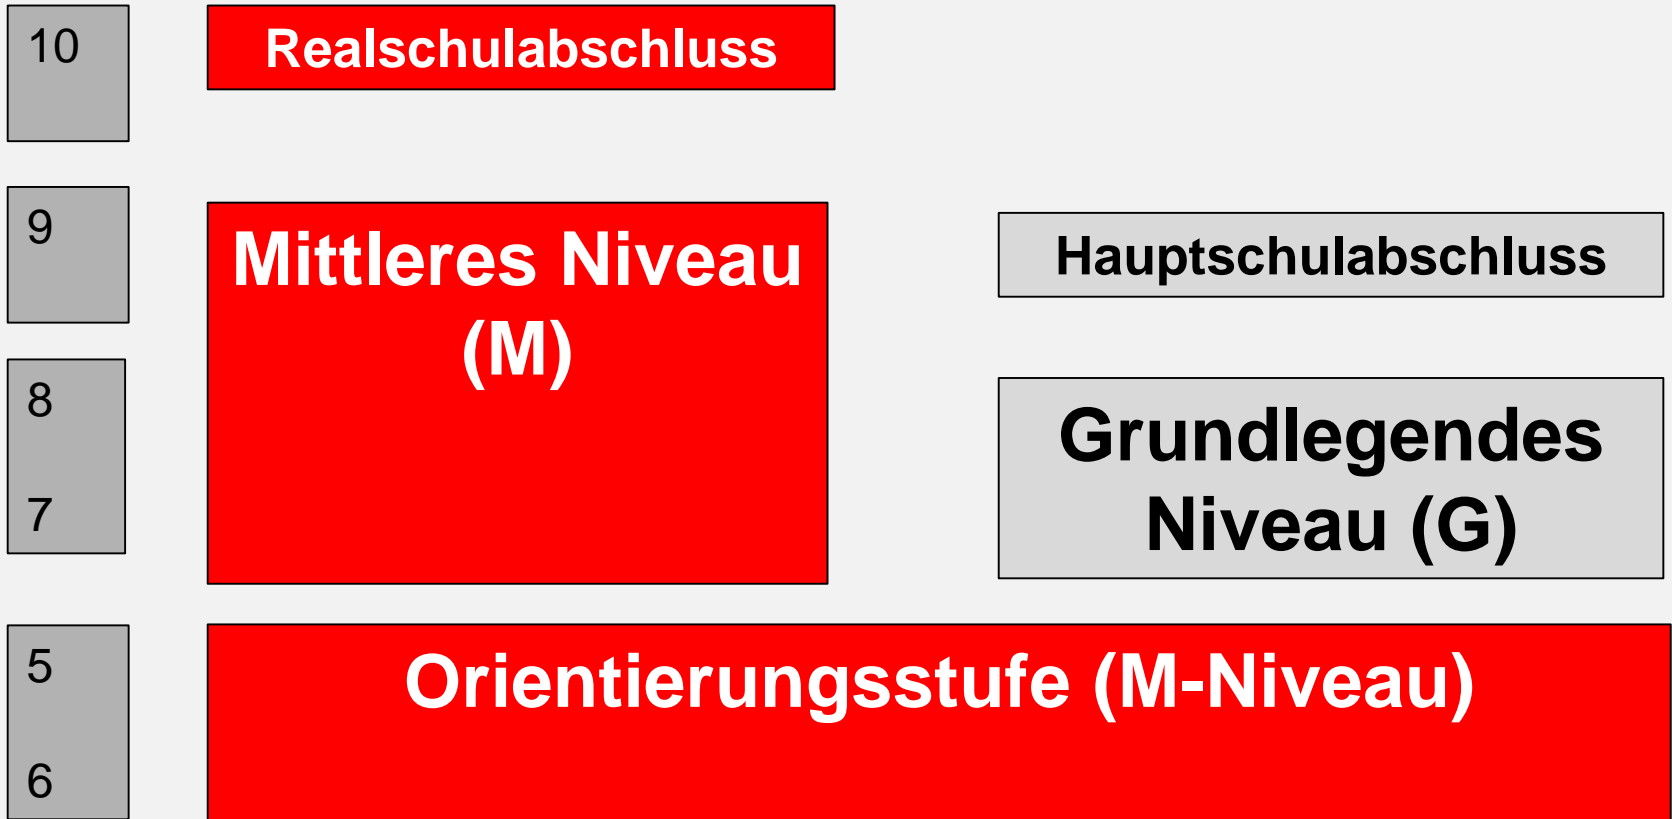 10
Realschulabschluss
9
Mittleres Niveau
(M)
Hauptschulabschluss
8
7
Grundlegendes
Niveau (G)
5
6
Orientierungsstufe (M-Niveau)